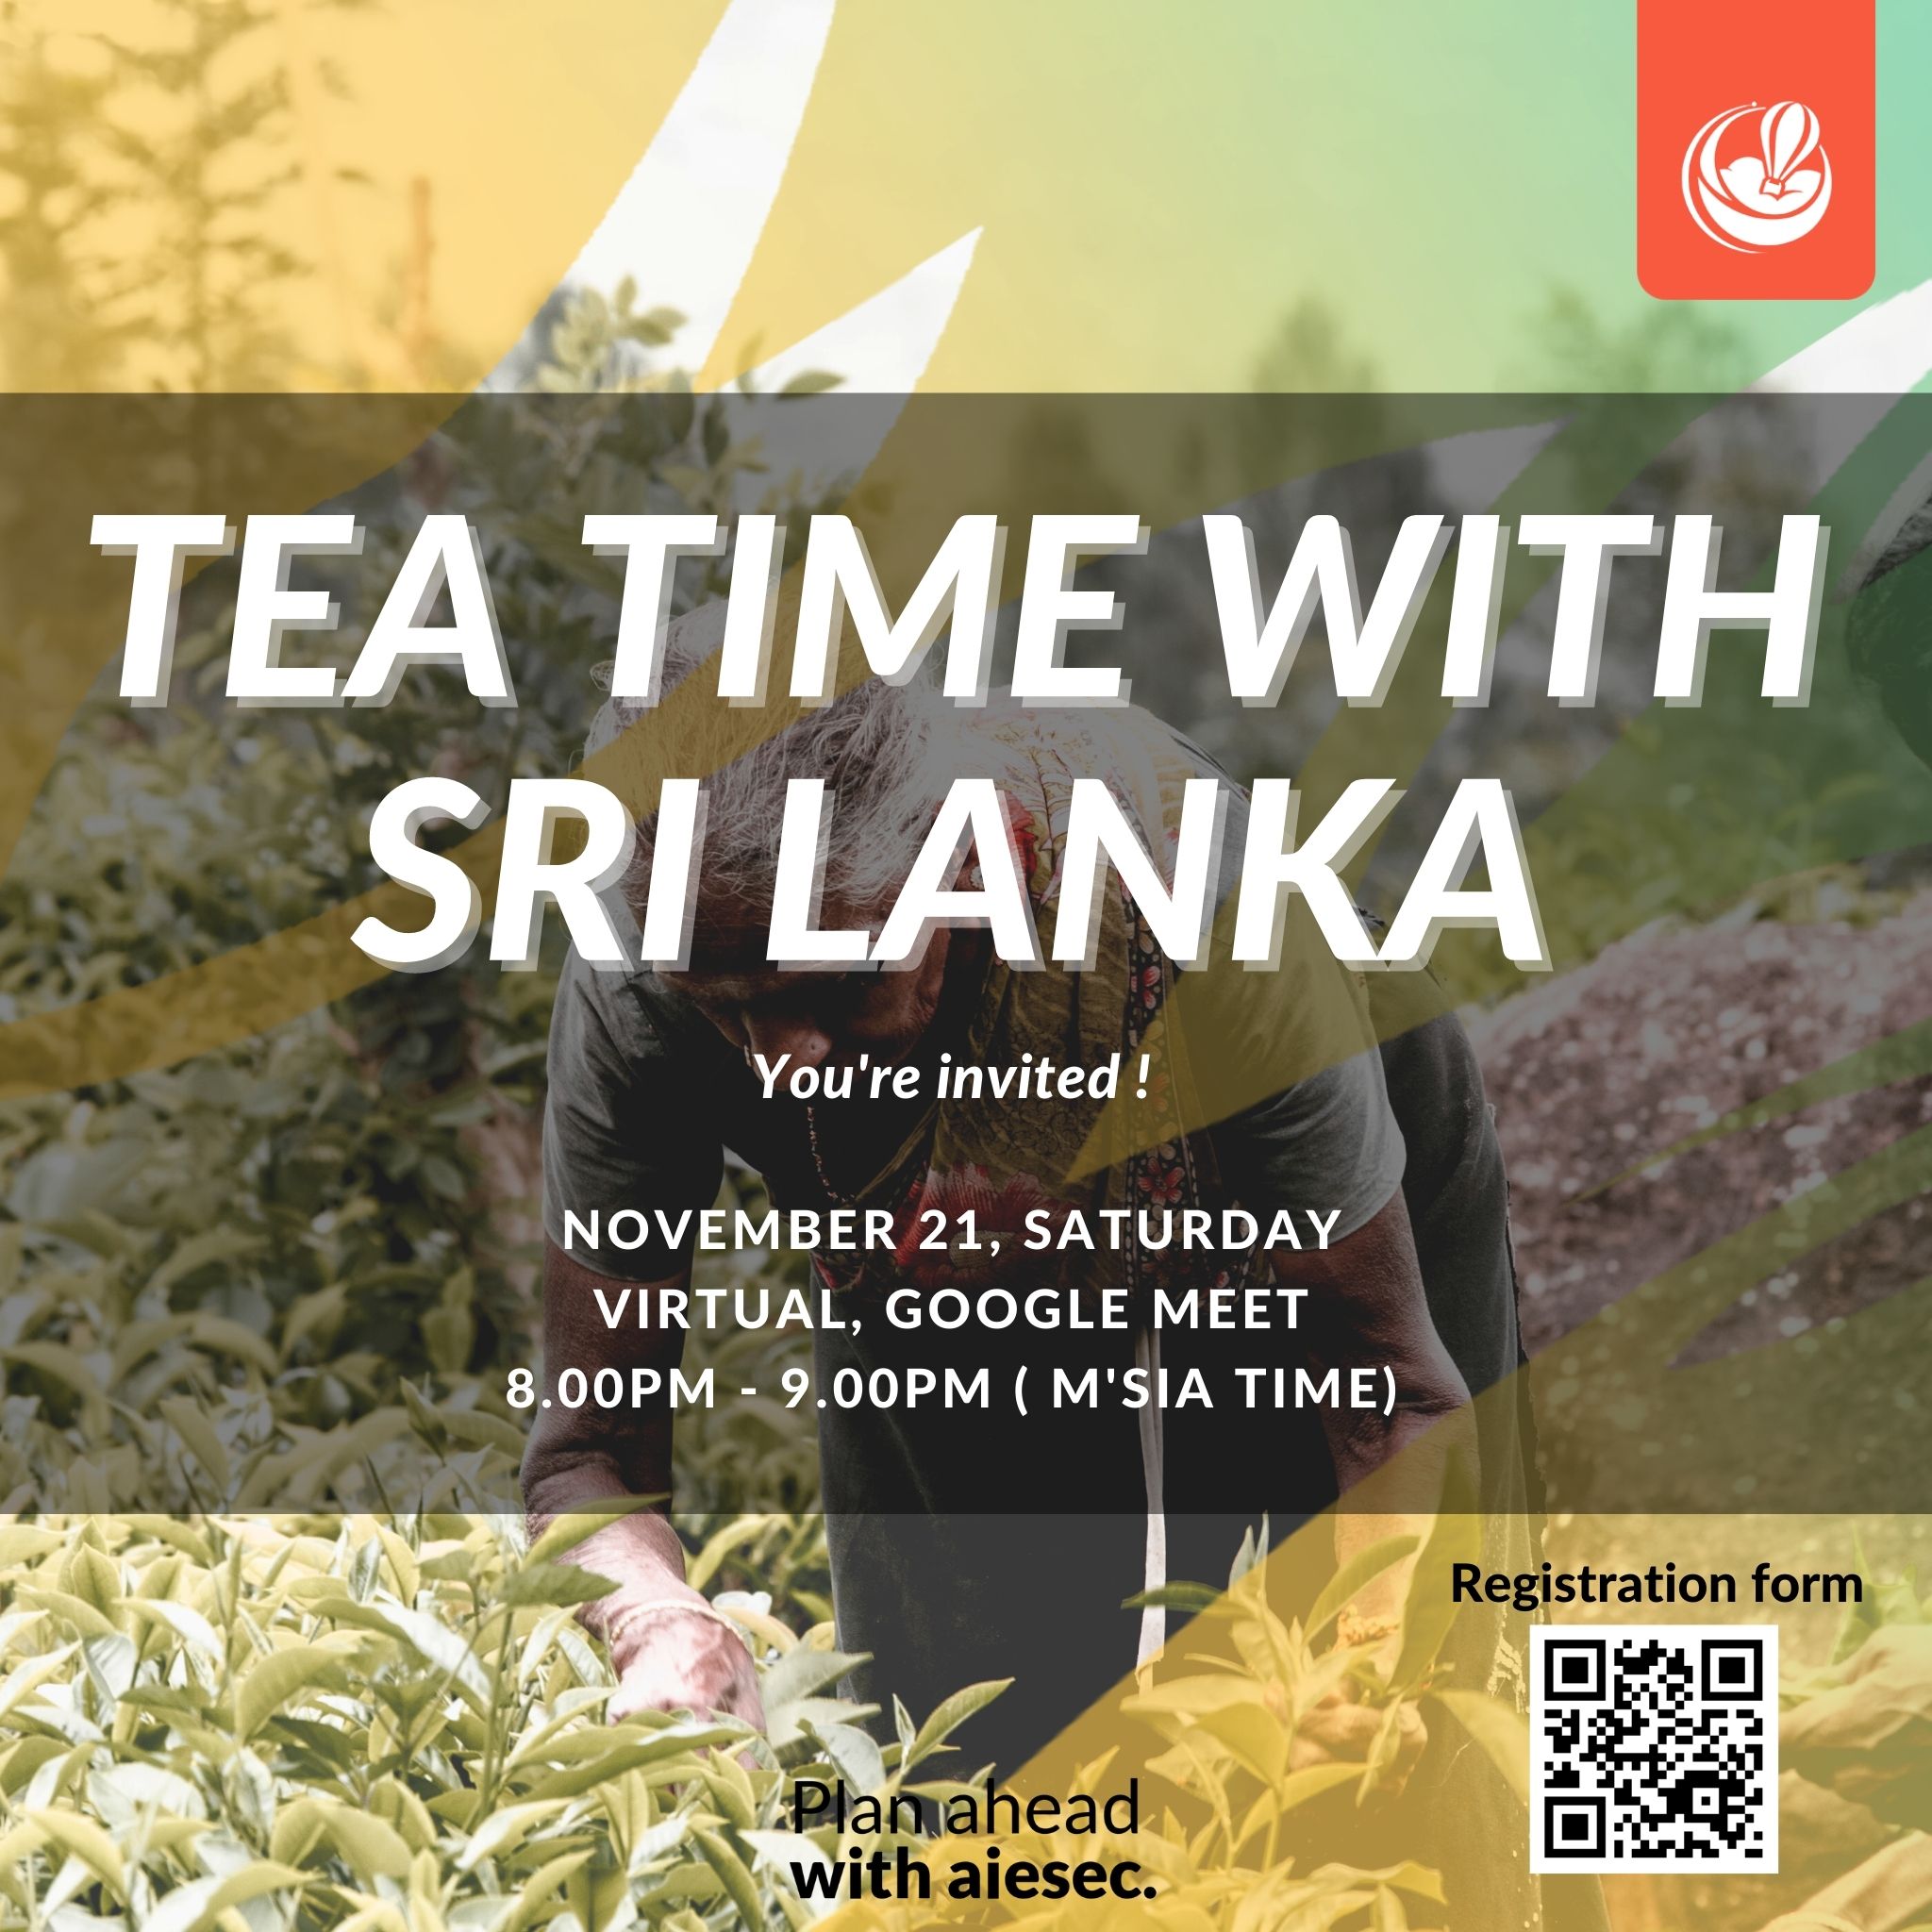 TEA TIME WITH
SRI LANKA
You're invited !
NOVEMBER 21, SATURDAY
VIRTUAL, GOOGLE MEET
8.00PM - 9.00PM ( M'SIA TIME)
Registration form
Plan ahead
with aiesec.